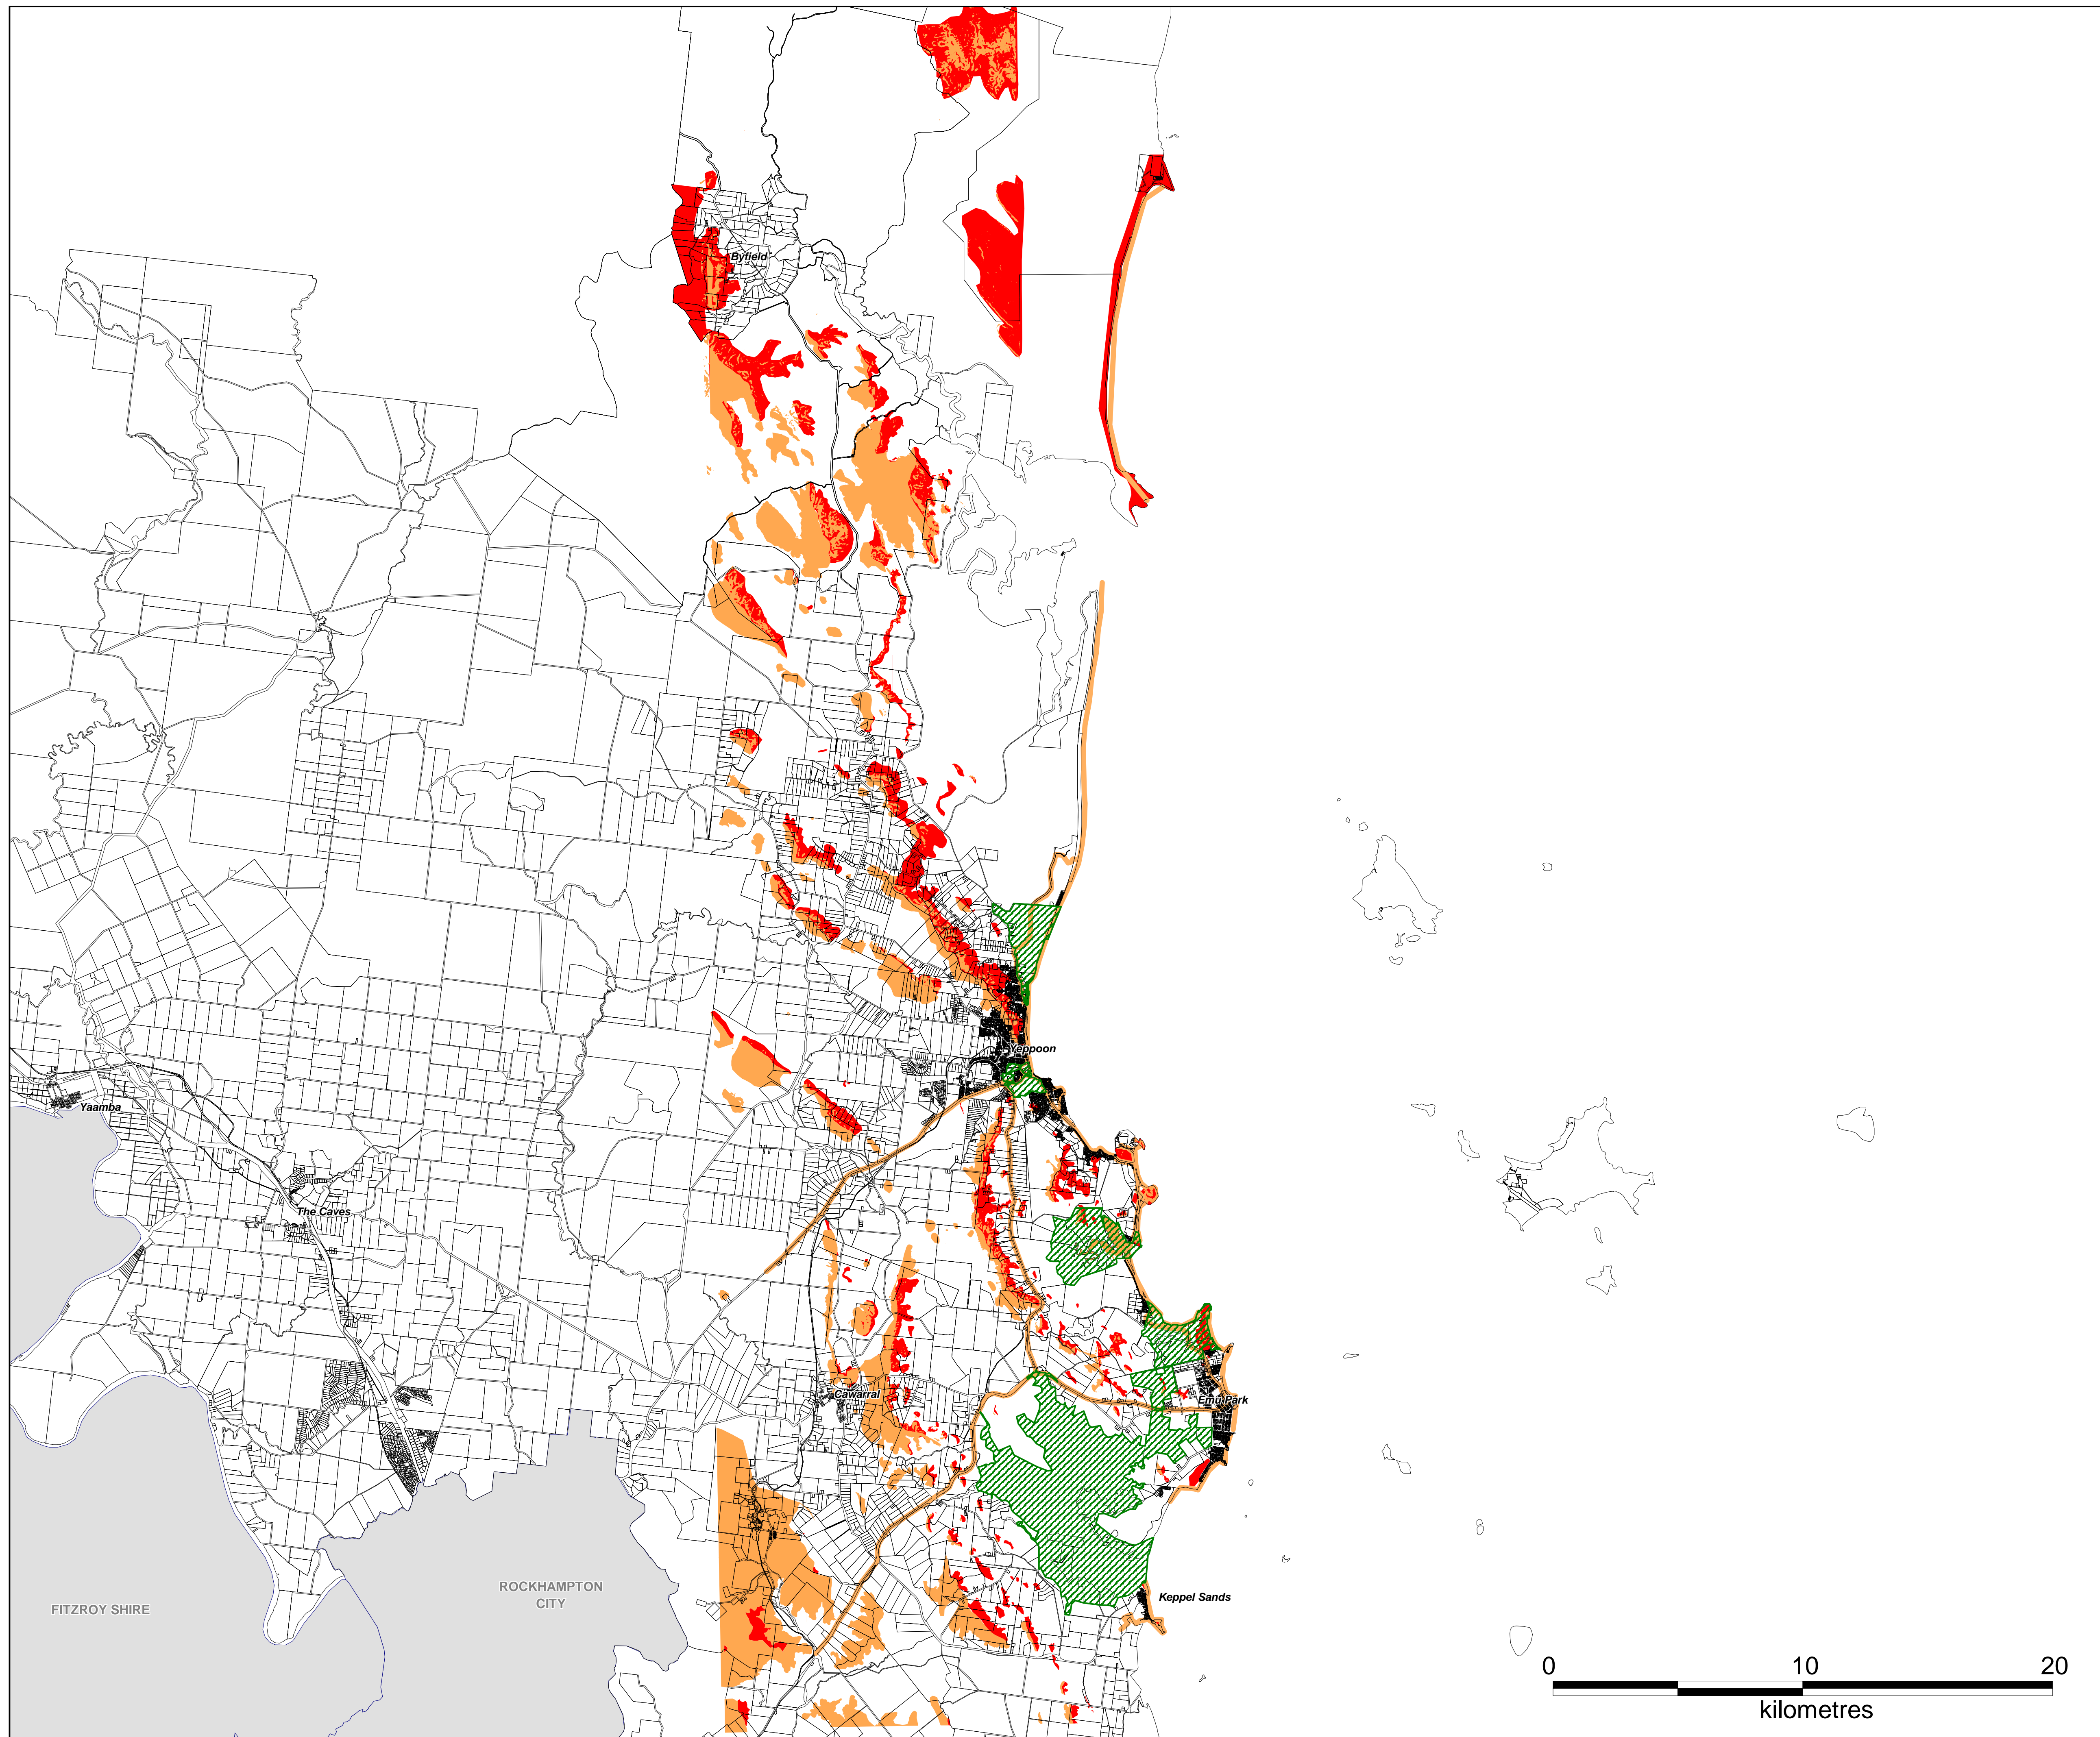 Byfield
Yeppoon
Yaamba
The Caves
Cawarral
Emu Park
ROCKHAMPTON
CITY
Keppel Sands
FITZROY SHIRE
0 10 20
kilometres